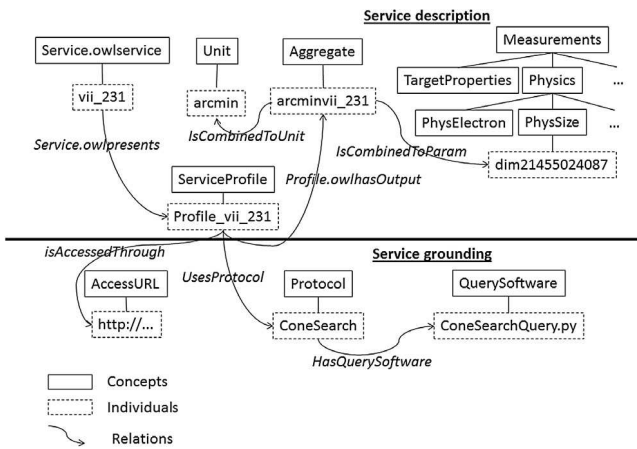 Service description
Measurements
Service.owlservice
Unit
Aggregate
TargetProperties
Physics
...
vii_231
arcmin
arcminvii_231
PhysElectron
PhysSize
...
IsCombinedToUnit
Service.owlpresents
IsCombinedToParam
dim21455024087
ServiceProfile
Profile.owlhasOutput
Profile_vii_231
isAccessedThrough
Service grounding
UsesProtocol
AccessURL
Protocol
QuerySoftware
http://...
ConeSearch
ConeSearchQuery.py
HasQuerySoftware
Concepts
Individuals
Relations